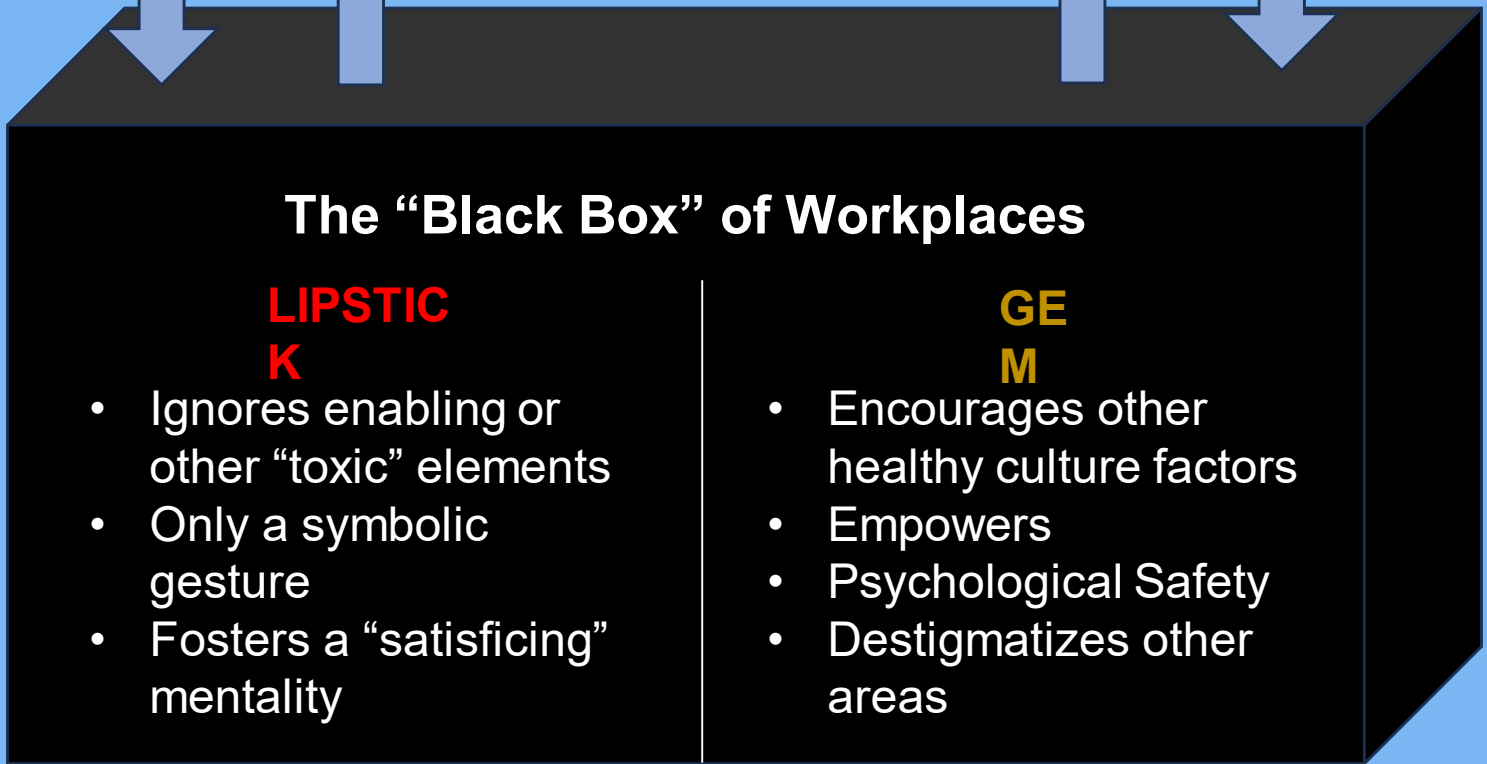 The “Black Box” of Workplaces
LIPSTIC
K
• Ignores enabling or
other “toxic” elements
• Only a symbolic
gesture
• Fosters a “satisficing”
mentality
GE
M
• Encourages other
healthy culture factors
• Empowers
• Psychological Safety
• Destigmatizes other
areas